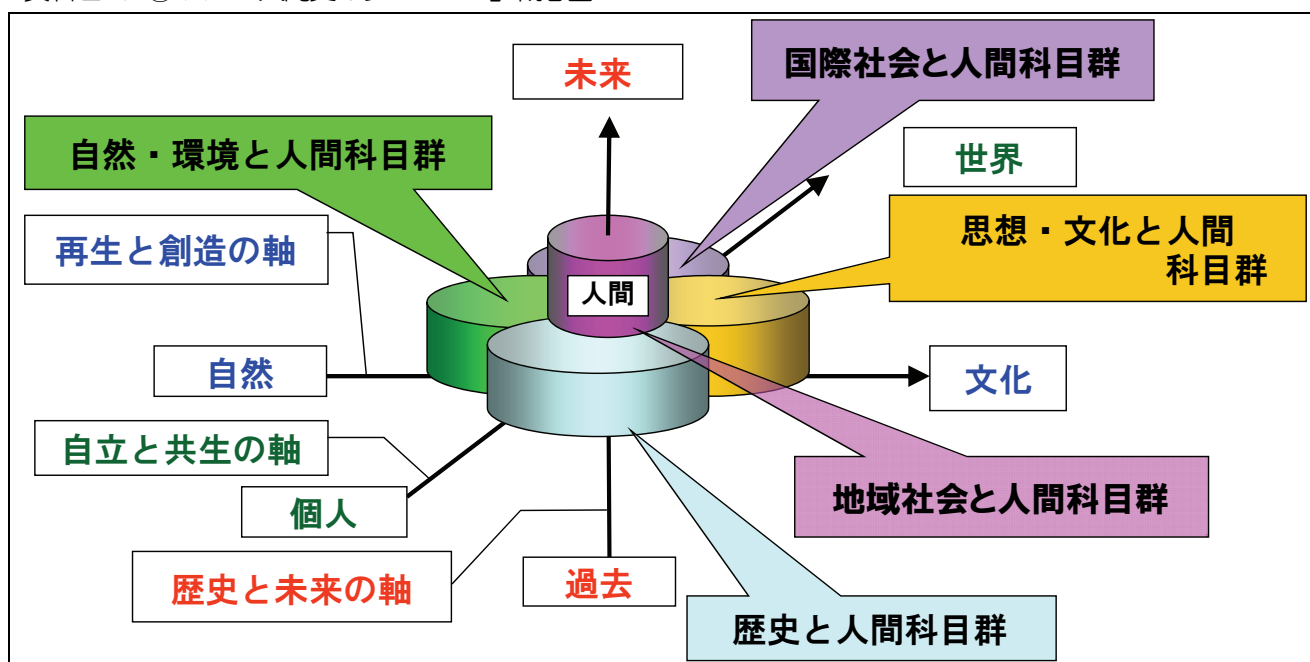 国際社会と人間科目群
未来
自然・環境と人間科目群
世界
思想・文化と人間
科目群
再生と創造の軸
人間
自然
文化
自立と共生の軸
個人
地域社会と人間科目群
歴史と未来の軸
過去
歴史と人間科目群